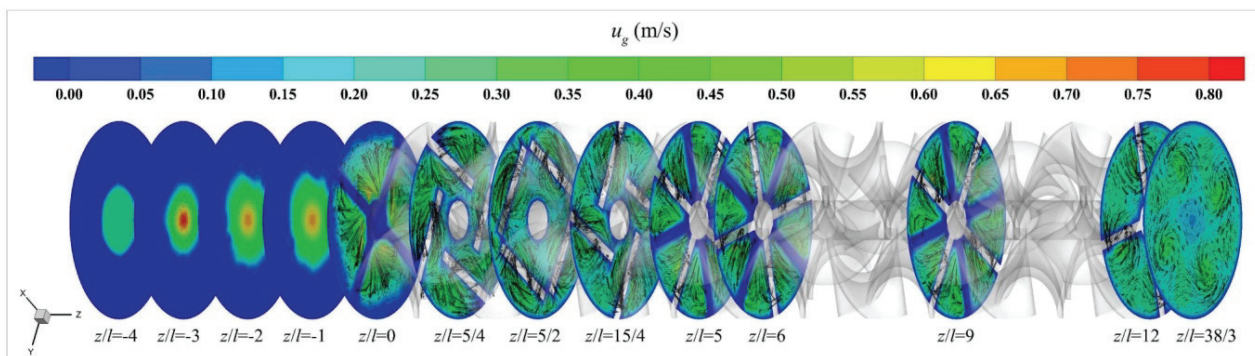 u_g (m/s)
0.00 0.05 0.10 0.15 0.20 0.25 0.30 0.35 0.40 0.45 0.50 0.55 0.60 0.65 0.70 0.75 0.80
X
Z
Y
z/l=-4 z/l=-3 z/l=-2 z/l=-1 z/l=0 z/l=5/4 z/l=5/2 z/l=15/4 z/l=5 z/l=6 z/l=9 z/l=12 z/l=38/3